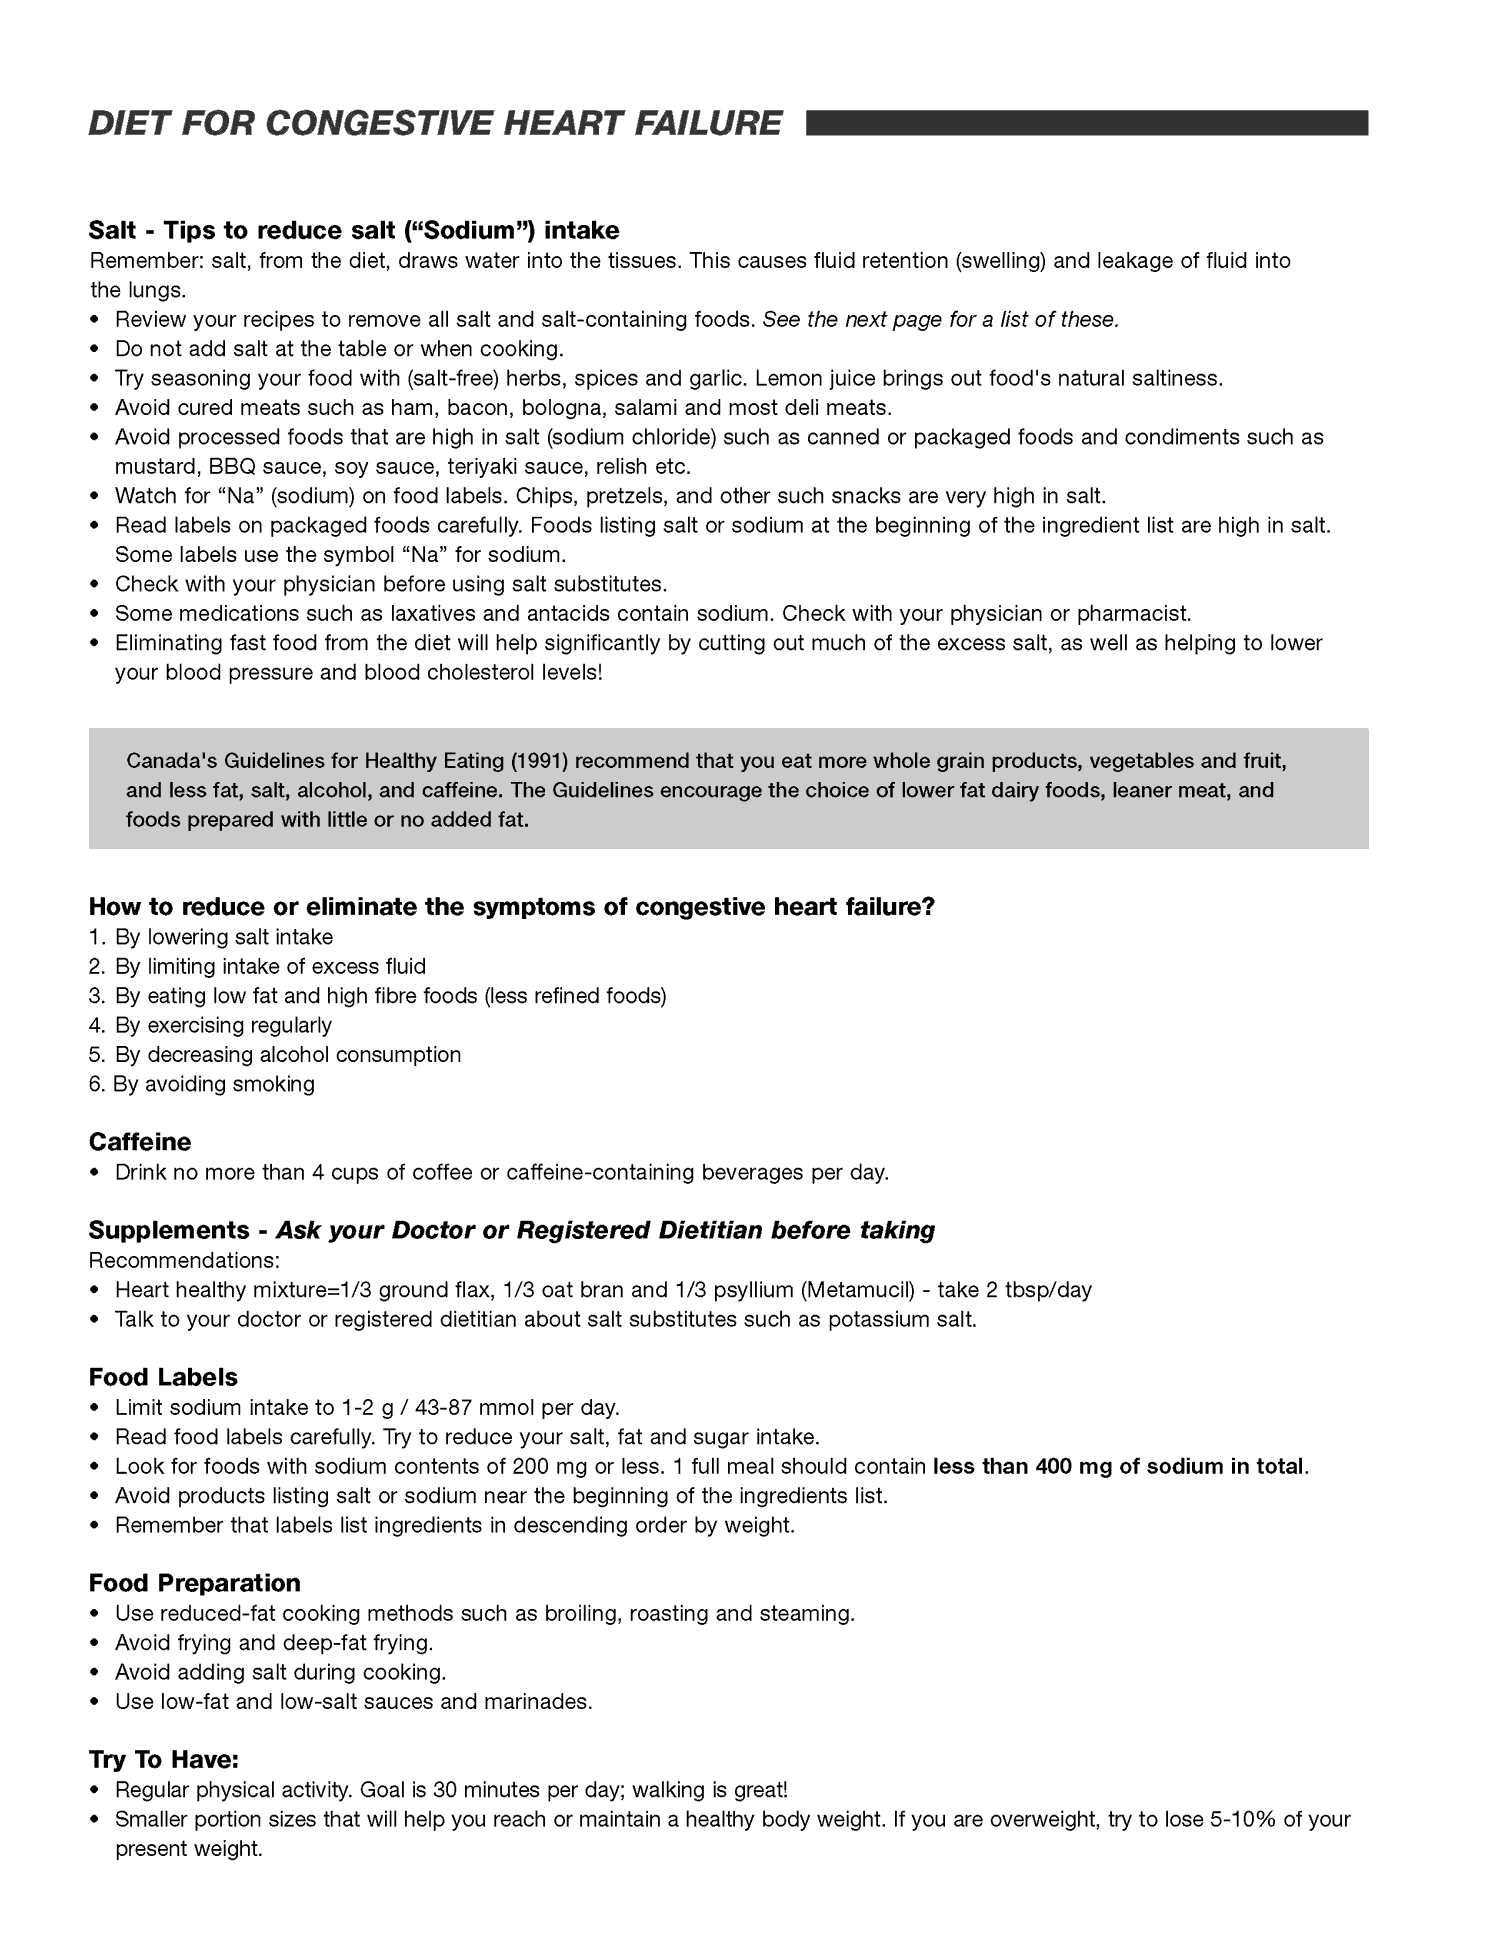 DIET FOR CONGESTIVE HEART FAILURE
Salt - Tips to reduce salt (“Sodium”) intake
Remember: salt, from the diet, draws water into the tissues. This causes fluid retention (swelling) and leakage of fluid into
the lungs.
• Review your recipes to remove all salt and salt-containing foods. See the next page for a list of these.
• Do not add salt at the table or when cooking.
• Try seasoning your food with (salt-free) herbs, spices and garlic. Lemon juice brings out food's natural saltiness.
• Avoid cured meats such as ham, bacon, bologna, salami and most deli meats.
• Avoid processed foods that are high in salt (sodium chloride) such as canned or packaged foods and condiments such as
mustard, BBQ sauce, soy sauce, teriyaki sauce, relish etc.
• Watch for “Na” (sodium) on food labels. Chips, pretzels, and other such snacks are very high in salt.
• Read labels on packaged foods carefully. Foods listing salt or sodium at the beginning of the ingredient list are high in salt.
Some labels use the symbol “Na” for sodium.
• Check with your physician before using salt substitutes.
• Some medications such as laxatives and antacids contain sodium. Check with your physician or pharmacist.
• Eliminating fast food from the diet will help significantly by cutting out much of the excess salt, as well as helping to lower
your blood pressure and blood cholesterol levels!
Canada's Guidelines for Healthy Eating (1991) recommend that you eat more whole grain products, vegetables and fruit,
and less fat, salt, alcohol, and caffeine. The Guidelines encourage the choice of lower fat dairy foods, leaner meat, and
foods prepared with little or no added fat.
How to reduce or eliminate the symptoms of congestive heart failure?
1. By lowering salt intake
2. By limiting intake of excess fluid
3. By eating low fat and high fibre foods (less refined foods)
4. By exercising regularly
5. By decreasing alcohol consumption
6. By avoiding smoking
Caffeine
• Drink no more than 4 cups of coffee or caffeine-containing beverages per day.
Supplements - Ask your Doctor or Registered Dietitian before taking
Recommendations:
• Heart healthy mixture=1/3 ground flax, 1/3 oat bran and 1/3 psyllium (Metamucil) - take 2 tbsp/day
• Talk to your doctor or registered dietitian about salt substitutes such as potassium salt.
Food Labels
• Limit sodium intake to 1-2 g / 43-87 mmol per day.
• Read food labels carefully. Try to reduce your salt, fat and sugar intake.
• Look for foods with sodium contents of 200 mg or less. 1 full meal should contain less than 400 mg of sodium in total.
• Avoid products listing salt or sodium near the beginning of the ingredients list.
• Remember that labels list ingredients in descending order by weight.
Food Preparation
• Use reduced-fat cooking methods such as broiling, roasting and steaming.
• Avoid frying and deep-fat frying.
• Avoid adding salt during cooking.
• Use low-fat and low-salt sauces and marinades.
Try To Have:
• Regular physical activity. Goal is 30 minutes per day; walking is great!
• Smaller portion sizes that will help you reach or maintain a healthy body weight. If you are overweight, try to lose 5-10% of your
present weight.